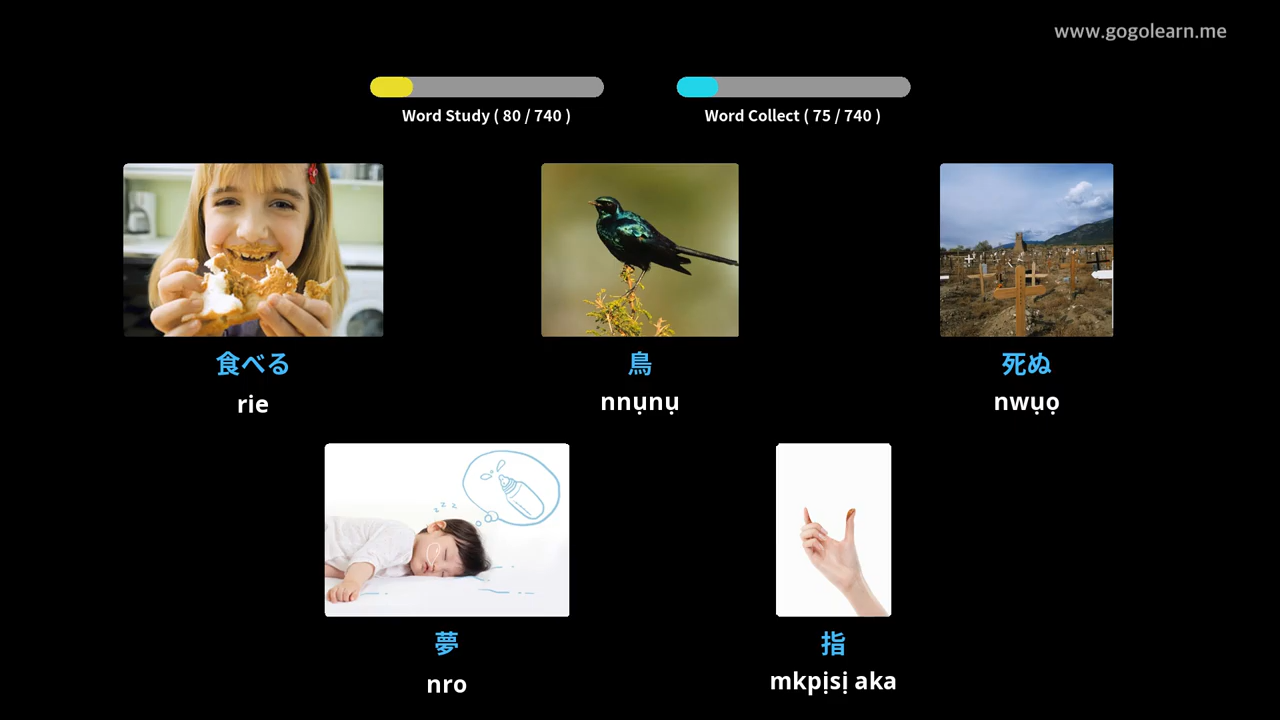 www.gogolearn.me
Word Study ( 80 / 740 )
Word Collect ( 75 / 740 )
食べる
rie
鳥
nnụnụ
死ぬ
nwụọ
夢
nro
指
mkpịsị aka